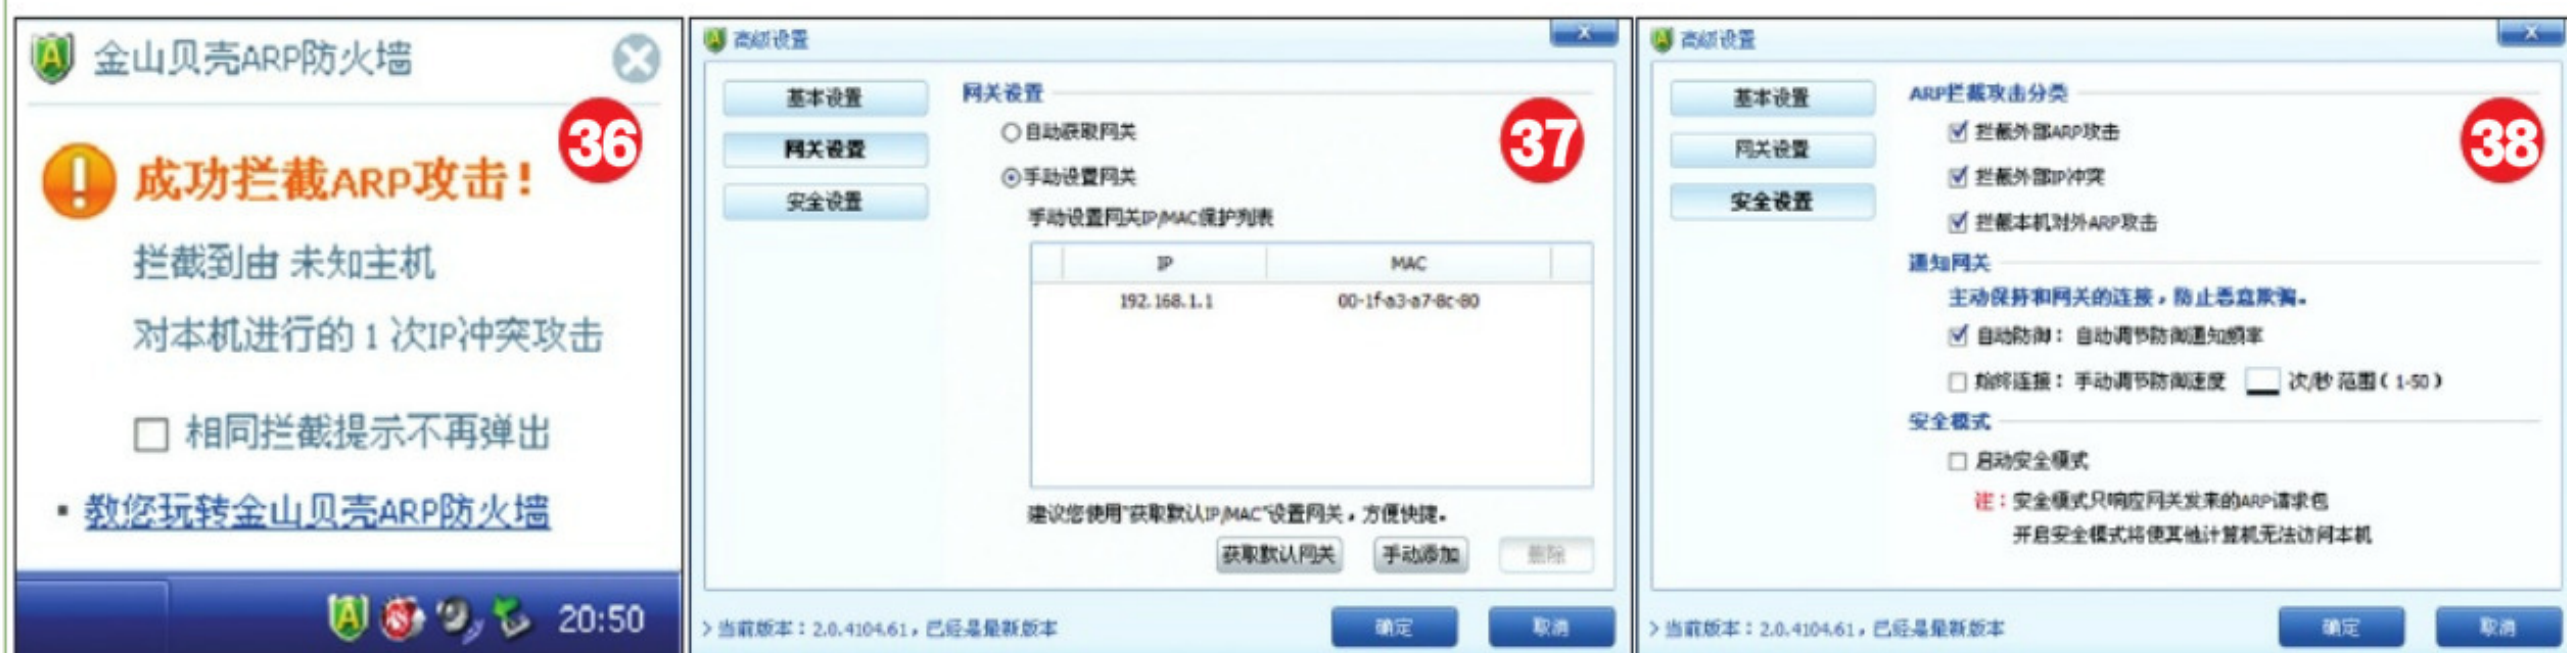 金山贝壳ARP防火墙
36
成功拦截ARP攻击!
拦截到由 未知主机
对本机进行的 1 次IP冲突攻击
相同拦截提示不再弹出
教您玩转金山贝壳ARP防火墙
20:50
高级设置
37
基本设置
网关设置
安全设置
网关设置
自动获取网关
手动设置网关
手动设置网关IP/MAC保护列表
IP MAC
192.168.1.1 00-1f-a3-a7-8c-80
建议您使用"获取默认IP/MAC"设置网关，方便快捷。
获取默认网关 手动添加 删除
>当前版本：2.0.4104.61，已经是最新版本
确定 取消
高级设置
38
基本设置
网关设置
安全设置
ARP拦截攻击分类
拦截外部ARP攻击
拦截外部IP冲突
拦截本机对外ARP攻击
通知网关
主动保持和网关的连接，防止恶意欺骗。
自动防御：自动调节防御通知频率
始终连接：手动调节防御速度 次/秒 范围(1-50)
安全模式
启动安全模式
注：安全模式只响应网关发来的ARP请求包
开启安全模式将使其他计算机无法访问本机
>当前版本：2.0.4104.61，已经是最新版本
确定 取消